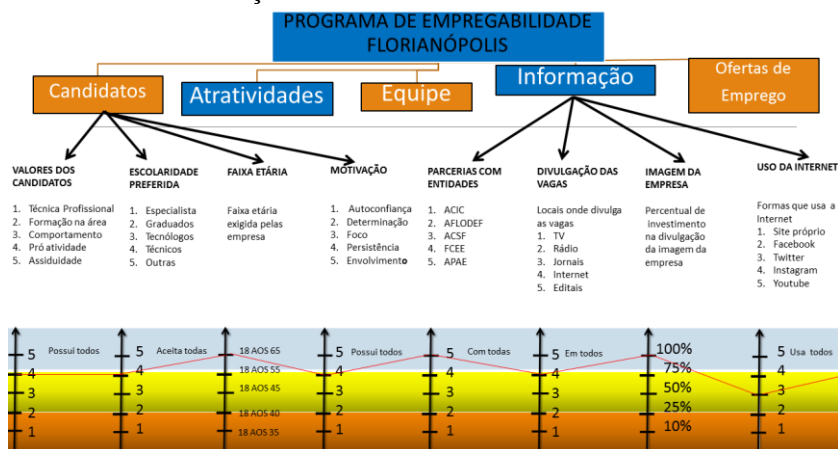 PROGRAMA DE EMPREGABILIDADE
FLORIANÓPOLIS
Candidatos
Atratividades
Equipe
Informação
Ofertas de
Emprego
VALORES DOS
CANDIDATOS
1. Técnica Profissional
2. Formação na área
3. Comportamento
4. Pró atividade
5. Assiduidade
ESCOLARIDADE
PREFERIDA
1. Especialista
2. Graduados
3. Tecnólogos
4. Técnicos
5. Outras
FAIXA ETÁRIA
Faixa etária
exigida pelas
empresa
MOTIVAÇÃO
1. Autoconfiança
2. Determinação
3. Foco
4. Persistência
5. Envolvimento
PARCERIAS COM
ENTIDADES
1. ACIC
2. AFLODEF
3. ACSF
4. FCEE
5. APAE
DIVULGAÇÃO DAS
VAGAS
Locais onde divulga
as vagas
1. TV
2. Rádio
3. Jornais
4. Internet
5. Editais
IMAGEM DA
EMPRESA
Percentual de
investimento
na divulgação
da imagem da
empresa
USO DA INTERNET
Formas que usa a
Internet
1. Site próprio
2. Facebook
3. Twitter
4. Instagram
5. Youtube
5 Possui todos
4
3
2
1
5 Aceita todas
4
3
2
1
18 AOS 65
18 AOS 55
18 AOS 45
18 AOS 40
18 AOS 35
5 Possui todos
4
3
2
1
5 Com todas
4
3
2
1
5 Em todos
4
3
2
1
100%
75%
50%
25%
10%
5 Usa todos
4
3
2
1